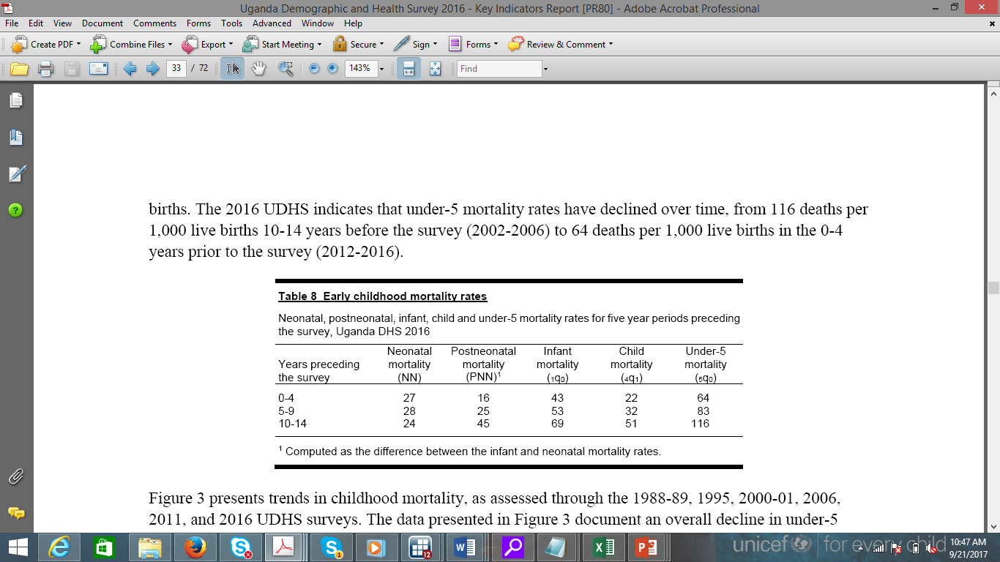 Uganda Demographic and Health Survey 2016 - Key Indicators Report [PR80] - Adobe Acrobat Professional
File Edit View Document Comments Forms Tools Advanced Window Help
Create PDF Combine Files Export Start Meeting Secure Sign Forms Review & Comment
33 / 72 143% Find
births. The 2016 UDHS indicates that under-5 mortality rates have declined over time, from 116 deaths per
1,000 live births 10-14 years before the survey (2002-2006) to 64 deaths per 1,000 live births in the 0-4
years prior to the survey (2012-2016).
Table 8 Early childhood mortality rates
Neonatal, postneonatal, infant, child and under-5 mortality rates for five year periods preceding
the survey, Uganda DHS 2016
Neonatal Postneonatal Infant Child Under-5
Years preceding mortality mortality mortality mortality mortality
the survey (NN) (PNN)¹ (₁q₀) (₄q₁) (₅q₀)
0-4 27 16 43 22 64
5-9 28 25 53 32 83
10-14 24 45 69 51 116
¹ Computed as the difference between the infant and neonatal mortality rates.
Figure 3 presents trends in childhood mortality, as assessed through the 1988-89, 1995, 2000-01, 2006,
2011, and 2016 UDHS surveys. The data presented in Figure 3 document an overall decline in under-5
unicef for every child 10:47 AM
9/21/2017
12
1